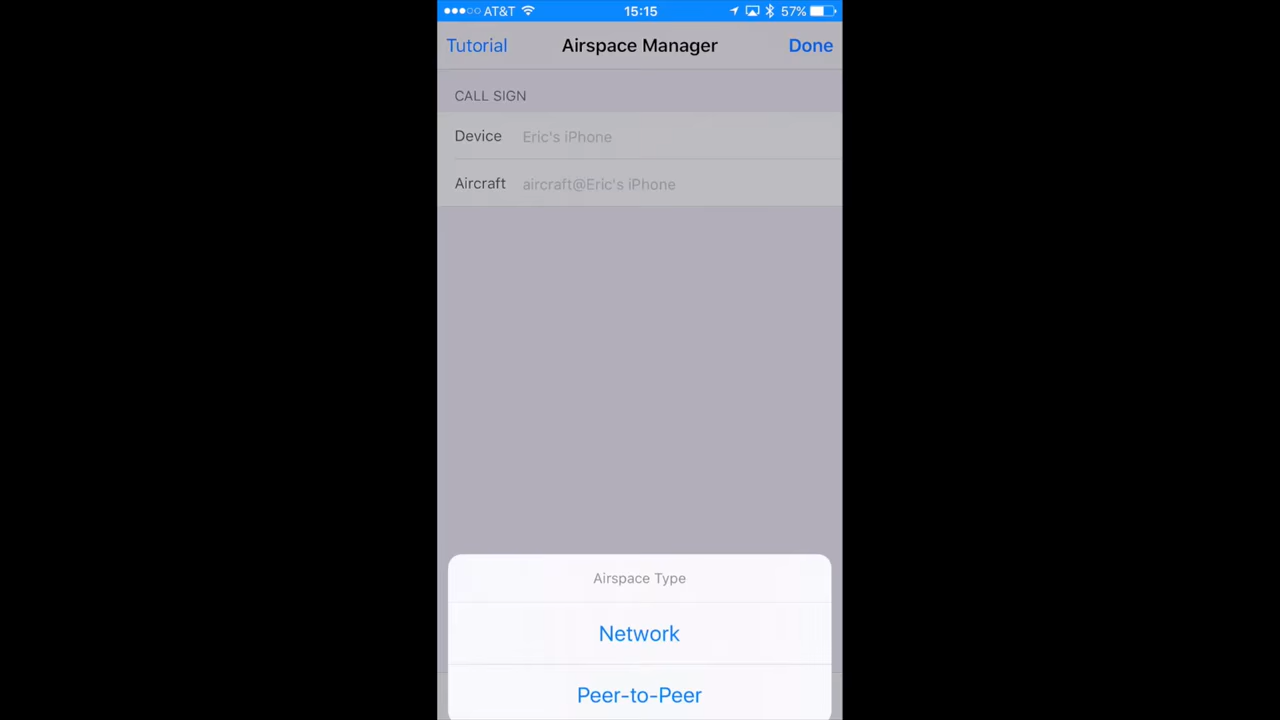 AT&T 15:15 57%
Tutorial Airspace Manager Done
CALL SIGN
Device Eric's iPhone
Aircraft aircraft@Eric's iPhone
Airspace Type
Network
Peer-to-Peer